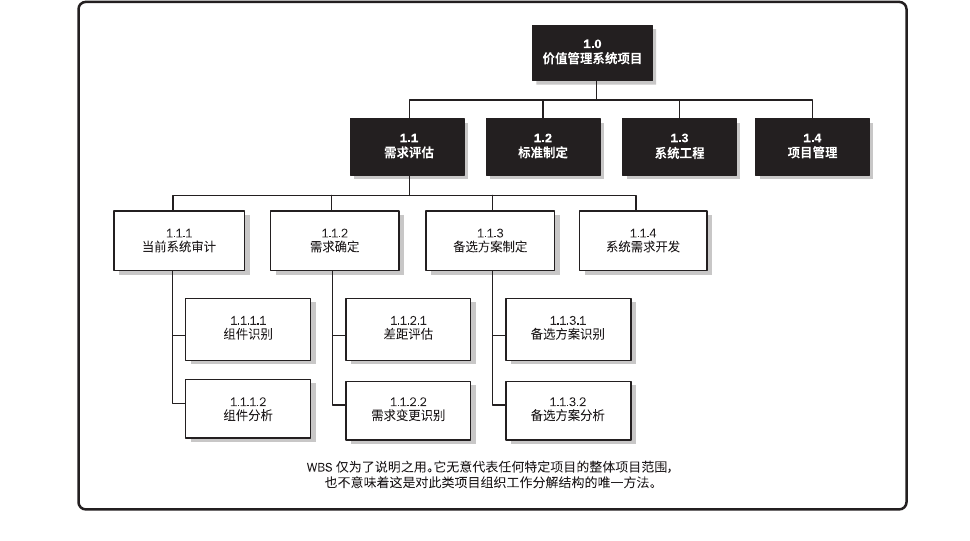 1.0
价值管理系统项目
1.1
需求评估
1.2
标准制定
1.3
系统工程
1.4
项目管理
1.1.1
当前系统审计
1.1.2
需求确定
1.1.3
备选方案制定
1.1.4
系统需求开发
1.1.1.1
组件识别
1.1.2.1
差距评估
1.1.3.1
备选方案识别
1.1.1.2
组件分析
1.1.2.2
需求变更识别
1.1.3.2
备选方案分析
WBS 仅为了说明之用。它无意代表任何特定项目的整体项目范围，
也不意味着这是对此类项目组织工作分解结构的唯一方法。